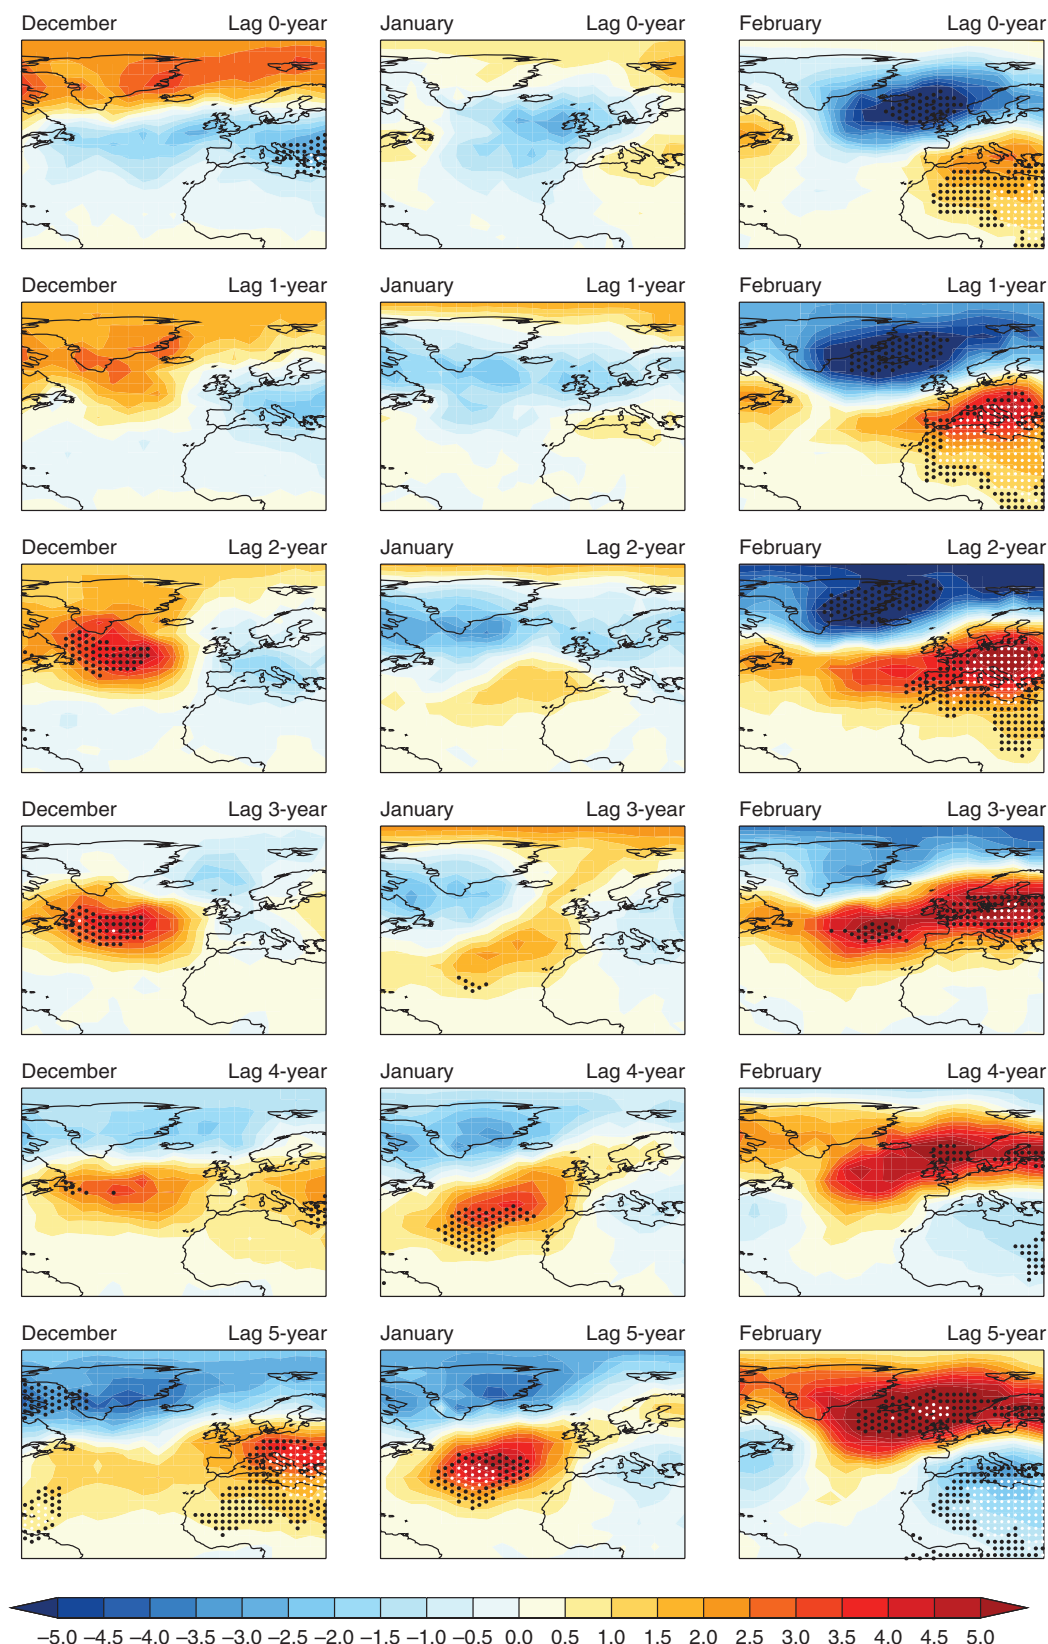 December Lag 0-year January Lag 0-year February Lag 0-year
December Lag 1-year January Lag 1-year February Lag 1-year
December Lag 2-year January Lag 2-year February Lag 2-year
December Lag 3-year January Lag 3-year February Lag 3-year
December Lag 4-year January Lag 4-year February Lag 4-year
December Lag 5-year January Lag 5-year February Lag 5-year
−5.0 −4.5 −4.0 −3.5 −3.0 −2.5 −2.0 −1.5 −1.0 −0.5 0.0 0.5 1.0 1.5 2.0 2.5 3.0 3.5 4.0 4.5 5.0